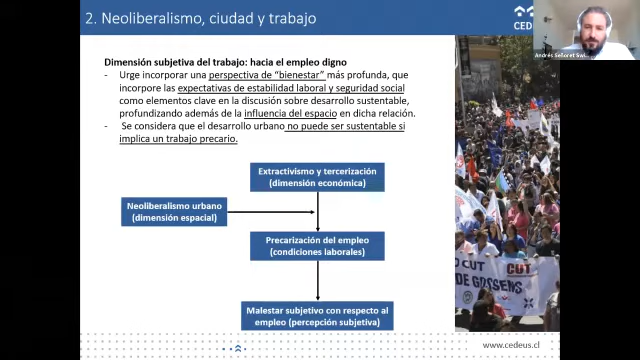 2. Neoliberalismo, ciudad y trabajo
CEDEUS
Andrés Señoret Swi...
Dimensión subjetiva del trabajo: hacia el empleo digno
- Urge incorporar una perspectiva de “bienestar” más profunda, que
incorpore las expectativas de estabilidad laboral y seguridad social
como elementos clave en la discusión sobre desarrollo sustentable,
profundizando además de la influencia del espacio en dicha relación.
- Se considera que el desarrollo urbano no puede ser sustentable si
implica un trabajo precario.
Extractivismo y tercerización
(dimensión económica)
Neoliberalismo urbano
(dimensión espacial)
Precarización del empleo
(condiciones laborales)
Malestar subjetivo con respecto al
empleo (percepción subjetiva)
CUT
CUT
DE GOSSENS
www.cedeus.cl